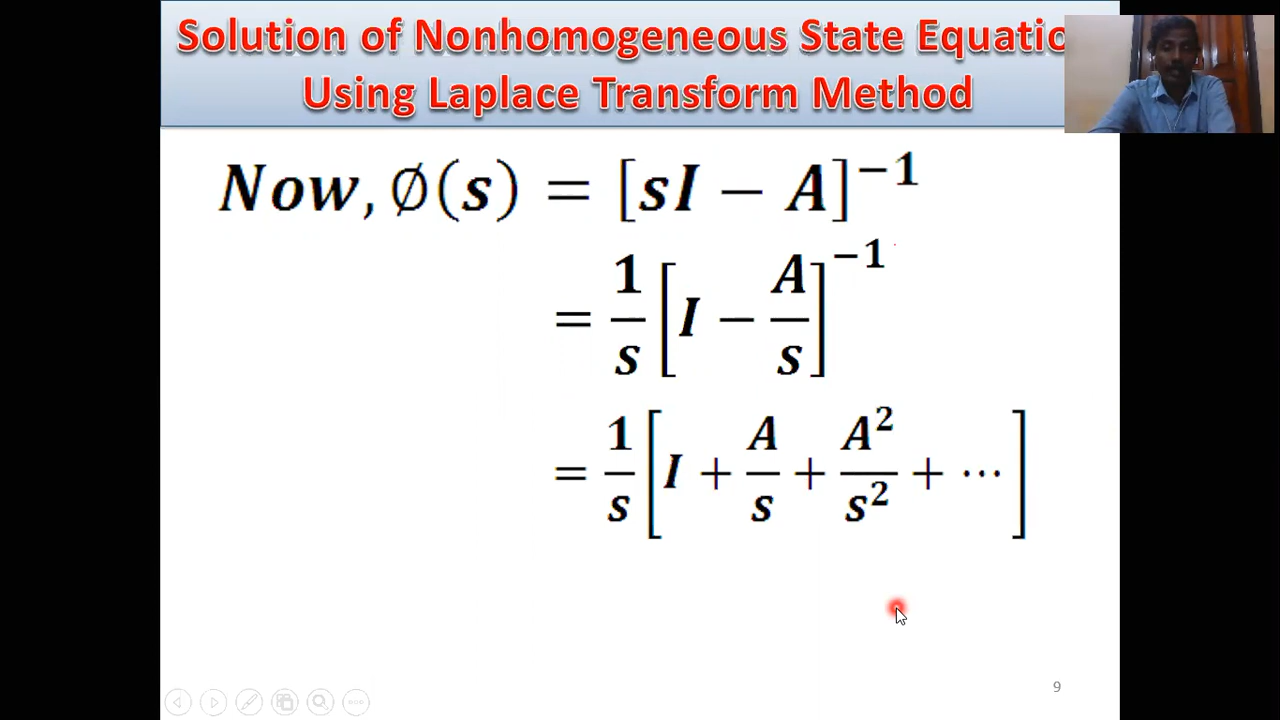 Solution of Nonhomogeneous State Equatio
Using Laplace Transform Method
Now, ∅(s) = [sI − A]⁻¹
= 1/s [I − A/s]⁻¹
= 1/s [I + A/s + A²/s² + ⋯]
9